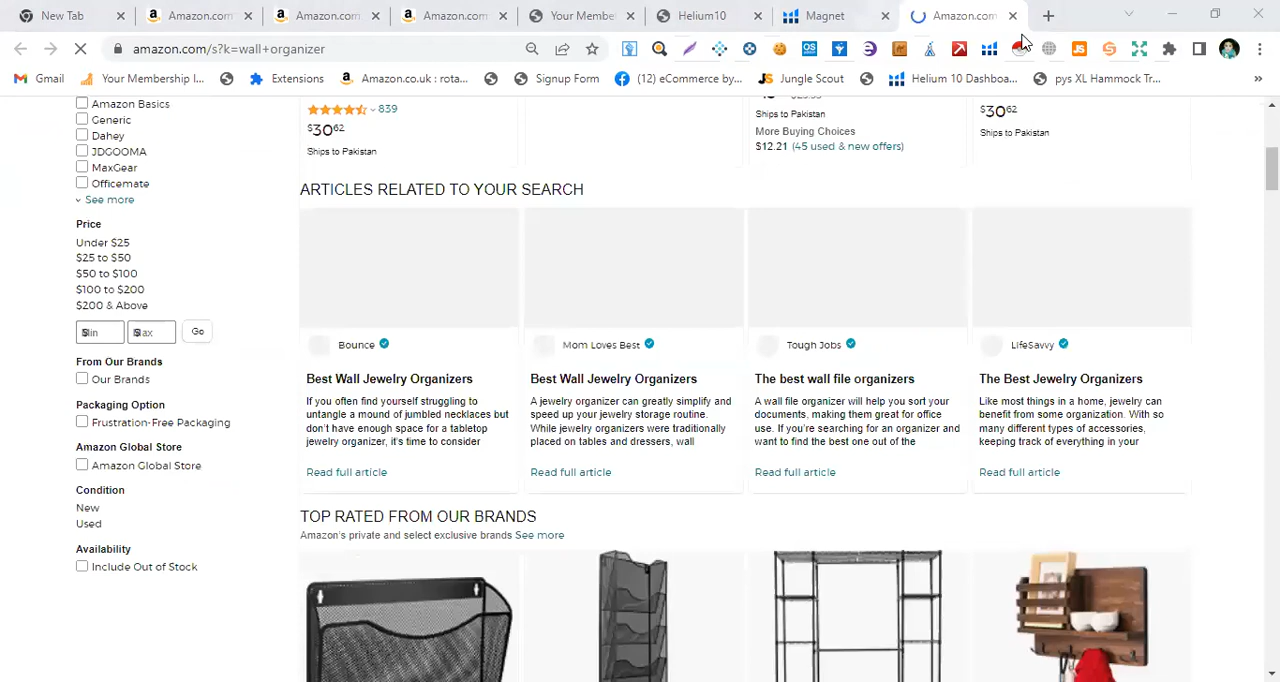 New Tab
Amazon.com
Amazon.com
Amazon.com
Your Membe
Helium10
Magnet
Amazon.com
amazon.com/s?k=wall+organizer
Gmail
Your Membership I...
Extensions
Amazon.co.uk : rota...
Signup Form
(12) eCommerce by...
Jungle Scout
Helium 10 Dashboa...
pys XL Hammock Tr...
»
Amazon Basics
Generic
Dahey
JDGOOMA
MaxGear
Officemate
See more
Price
Under $25
$25 to $50
$50 to $100
$100 to $200
$200 & Above
Go
From Our Brands
Our Brands
Packaging Option
Frustration-Free Packaging
Amazon Global Store
Amazon Global Store
Condition
New
Used
Availability
Include Out of Stock
839
$30 62
Ships to Pakistan
Ships to Pakistan
More Buying Choices
$12.21 (45 used & new offers)
$30 62
Ships to Pakistan
ARTICLES RELATED TO YOUR SEARCH
Bounce
Best Wall Jewelry Organizers
If you often find yourself struggling to
untangle a mound of jumbled necklaces but
don't have enough space for a tabletop
jewelry organizer, it's time to consider
Read full article
Mom Loves Best
Best Wall Jewelry Organizers
A jewelry organizer can greatly simplify and
speed up your jewelry storage routine.
While jewelry organizers were traditionally
placed on tables and dressers, wall
Read full article
Tough Jobs
The best wall file organizers
A wall file organizer will help you sort your
documents, making them great for office
use. If you're searching for an organizer and
want to find the best one out of the
Read full article
LifeSavvy
The Best Jewelry Organizers
Like most things in a home, jewelry can
benefit from some organization. With so
many different types of accessories,
keeping track of everything in your
Read full article
TOP RATED FROM OUR BRANDS
Amazon's private and select exclusive brands See more